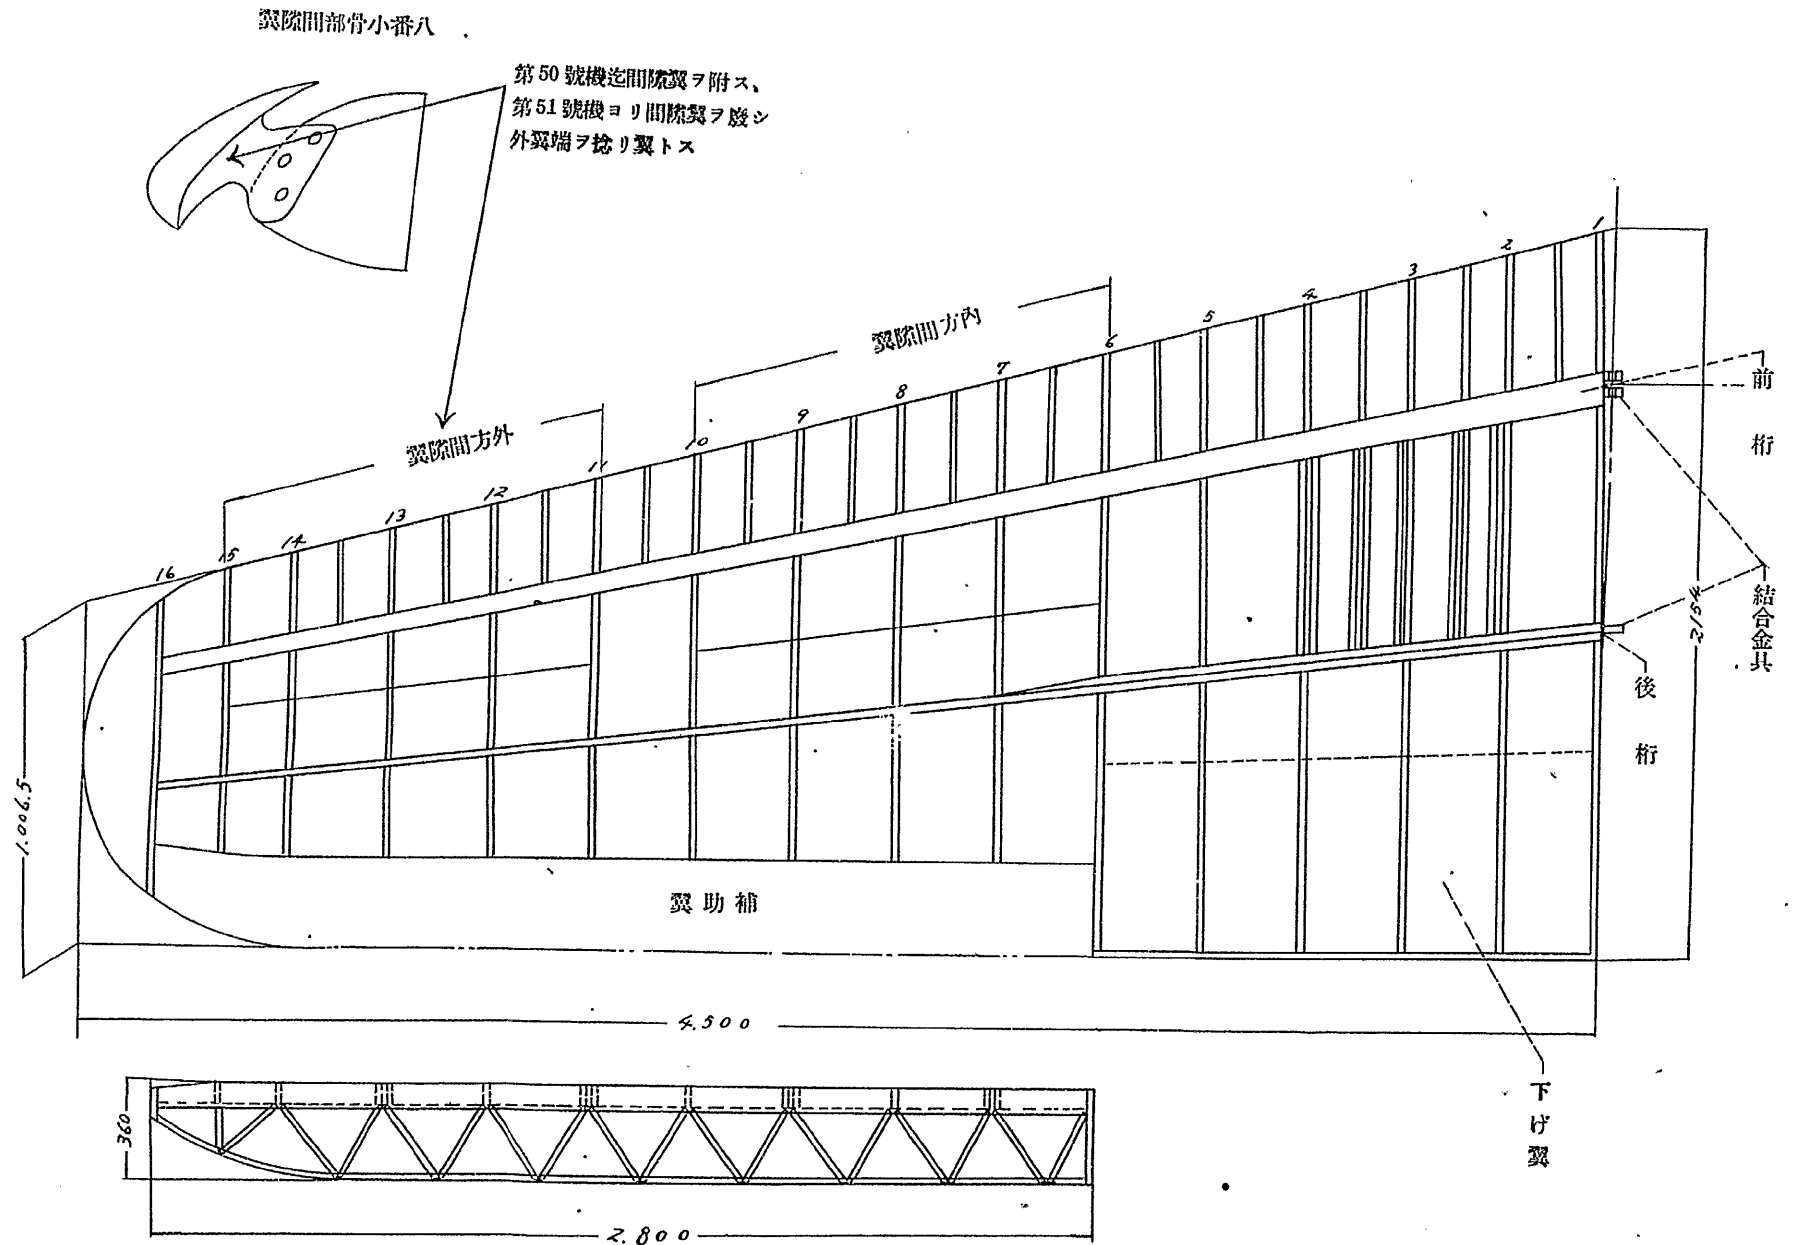 八番小骨部間隙翼
第50號機迄間隙翼ヲ附ス、
第51號機ヨリ間隙翼ヲ廢シ
外翼端ヲ捻リ翼トス
內方間隙翼
外方間隙翼
1
2
3
4
5
6
7
8
9
10
11
12
13
14
15
16
前桁
結合金具
後桁
2154
1.006.5
補助翼
4.500
下げ翼
360
2.800